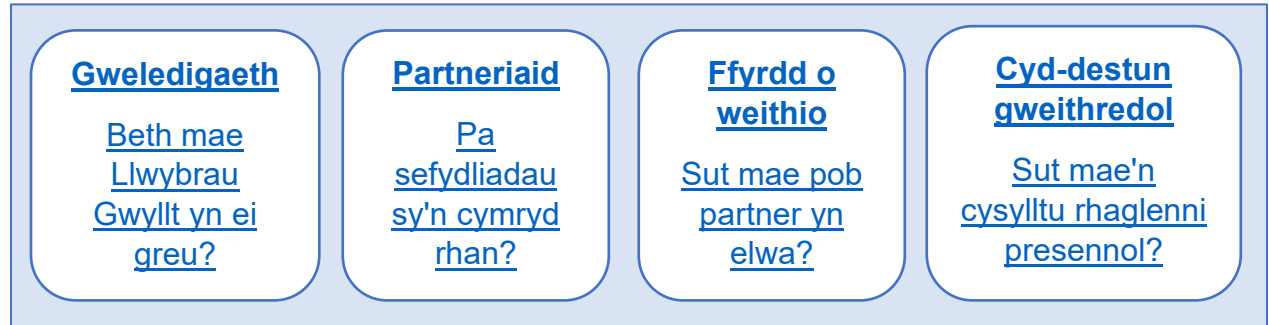 Gweledigaeth
Beth mae
Llwybrau
Gwyllt yn ei
greu?
Partneriaid
Pa
sefydliadau
sy'n cymryd
rhan?
Ffyrdd o
weithio
Sut mae pob
partner yn
elwa?
Cyd-destun
gweithredol
Sut mae'n
cysylltu rhaglenni
presennol?